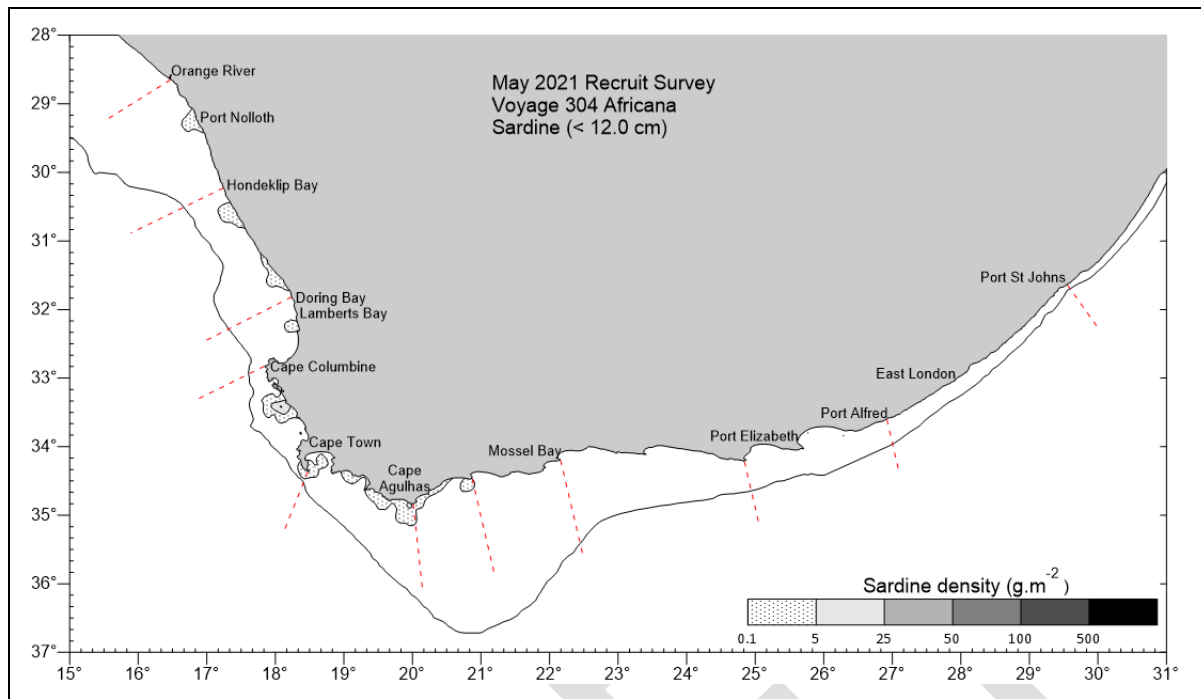 28°
29°
30°
31°
32°
33°
34°
35°
36°
37°
May 2021 Recruit Survey
Voyage 304 Africana
Sardine (< 12.0 cm)
Orange River
Port Nolloth
Hondeklip Bay
Doring Bay
Lamberts Bay
Cape Columbine
Cape Town
Cape
Agulhas
Mossel Bay
Port Elizabeth
Port Alfred
East London
Port St Johns
Sardine density (g.m-2)
0.1 5 25 50 100 500
15° 16° 17° 18° 19° 20° 21° 22° 23° 24° 25° 26° 27° 28° 29° 30° 31°